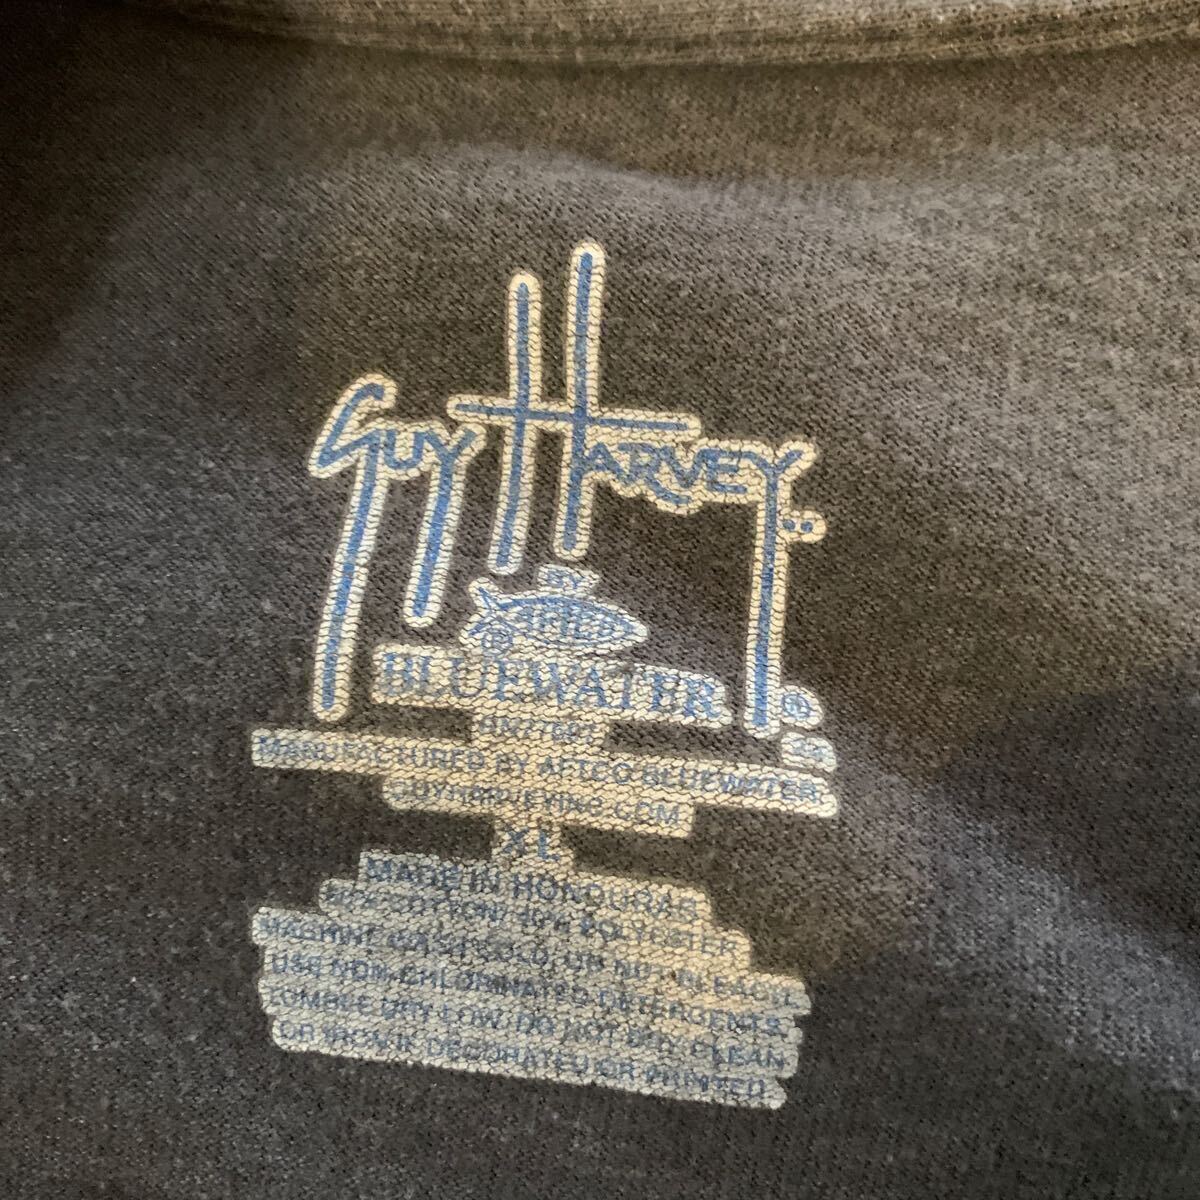 Guy Harvey
BY
AFTCO
®
BLUEWATER ®
MANUFACTURED BY AFTCO BLUEWATER
GUYHARVEYINC.COM
XL
MADE IN HONDURAS
COTTON/ 40% POLYESTER
MACHINE WASH COLD, DO NOT BLEACH,
USE NON-CHLORINATED DETERGENTS,
TUMBLE DRY LOW, DO NOT DRY CLEAN
OR IRON IF DECORATED OR PRINTED.